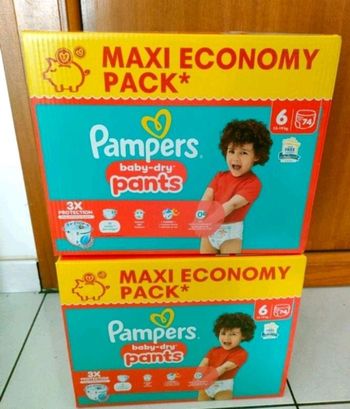 MAXI ECONOMY
PACK*
6
74
Pampers
baby-dry
pants
3X
PROTECTION
MAXI ECONOMY
PACK*
6
74
Pampers
baby-dry
pants
3X
PROTECTION